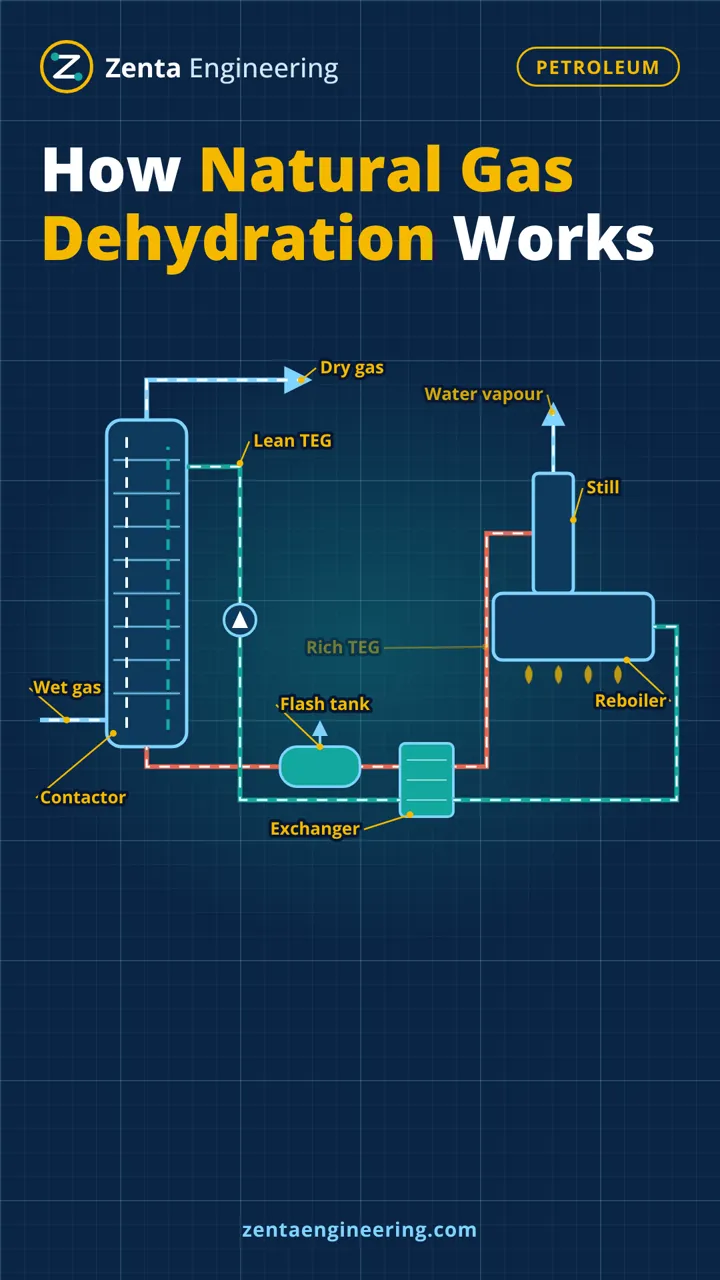 Zenta Engineering
PETROLEUM
How Natural Gas
Dehydration Works
Dry gas
Water vapour
Lean TEG
Still
Rich TEG
Wet gas
Flash tank
Reboiler
Contactor
Exchanger
zentaengineering.com